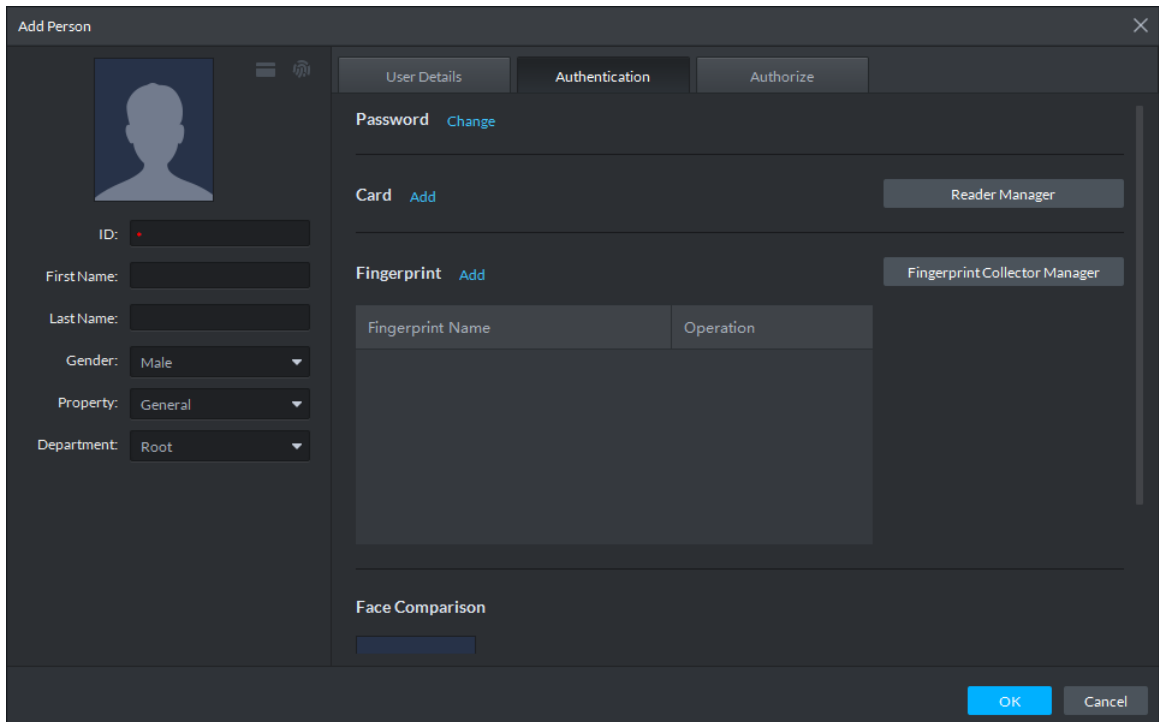 Add Person
User Details Authentication Authorize
Password Change
Card Add Reader Manager
ID:
First Name:
Fingerprint Add Fingerprint Collector Manager
Last Name:
Fingerprint Name Operation
Gender: Male
Property: General
Department: Root
Face Comparison
OK Cancel